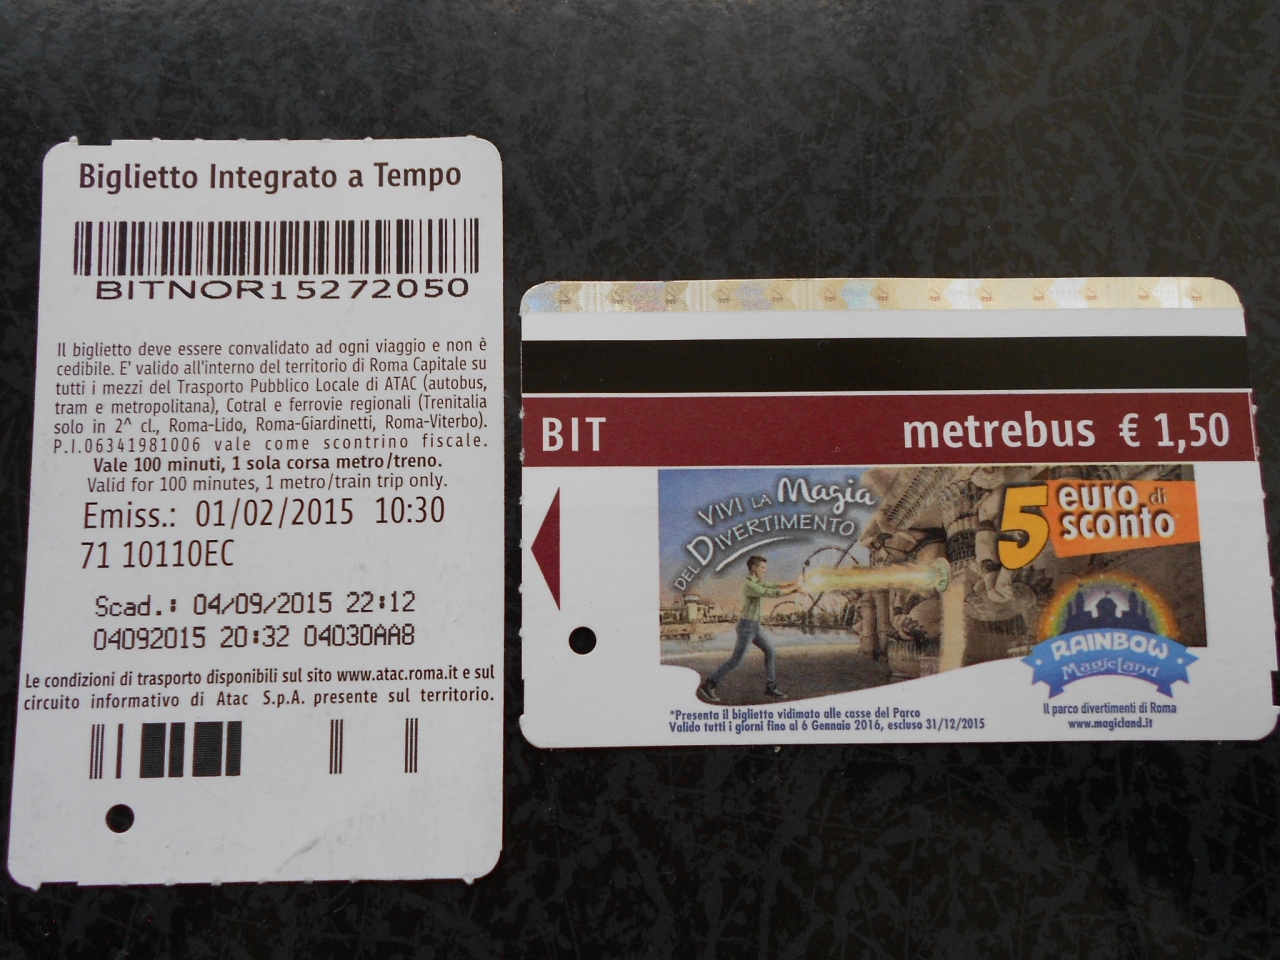 Biglietto Integrato a Tempo
BITNOR15272050
Il biglietto deve essere convalidato ad ogni viaggio e non è
cedibile. E' valido all'interno del territorio di Roma Capitale su
tutti i mezzi del Trasporto Pubblico Locale di ATAC (autobus,
tram e metropolitana), Cotral e ferrovie regionali (Trenitalia
solo in 2^ cl., Roma-Lido, Roma-Giardinetti, Roma-Viterbo).
P.I.06341981006 vale come scontrino fiscale.
Vale 100 minuti, 1 sola corsa metro/treno.
Valid for 100 minutes, 1 metro/train trip only.
Emiss.: 01/02/2015 10:30
71 10110EC
Scad.: 04/09/2015 22:12
04092015 20:32 04030AA8
Le condizioni di trasporto disponibili sul sito www.atac.roma.it e sul
circuito informativo di Atac S.p.A. presente sul territorio.
BIT metrebus € 1,50
VIVI LA Magia
DEL DIVERTIMENTO
5 euro di
sconto
RAINBOW
MagicLand
Il parco divertimenti di Roma
www.magicland.it
*Presenta il biglietto vidimato alle casse del Parco
Valido tutti i giorni fino al 6 Gennaio 2016, escluso 31/12/2015